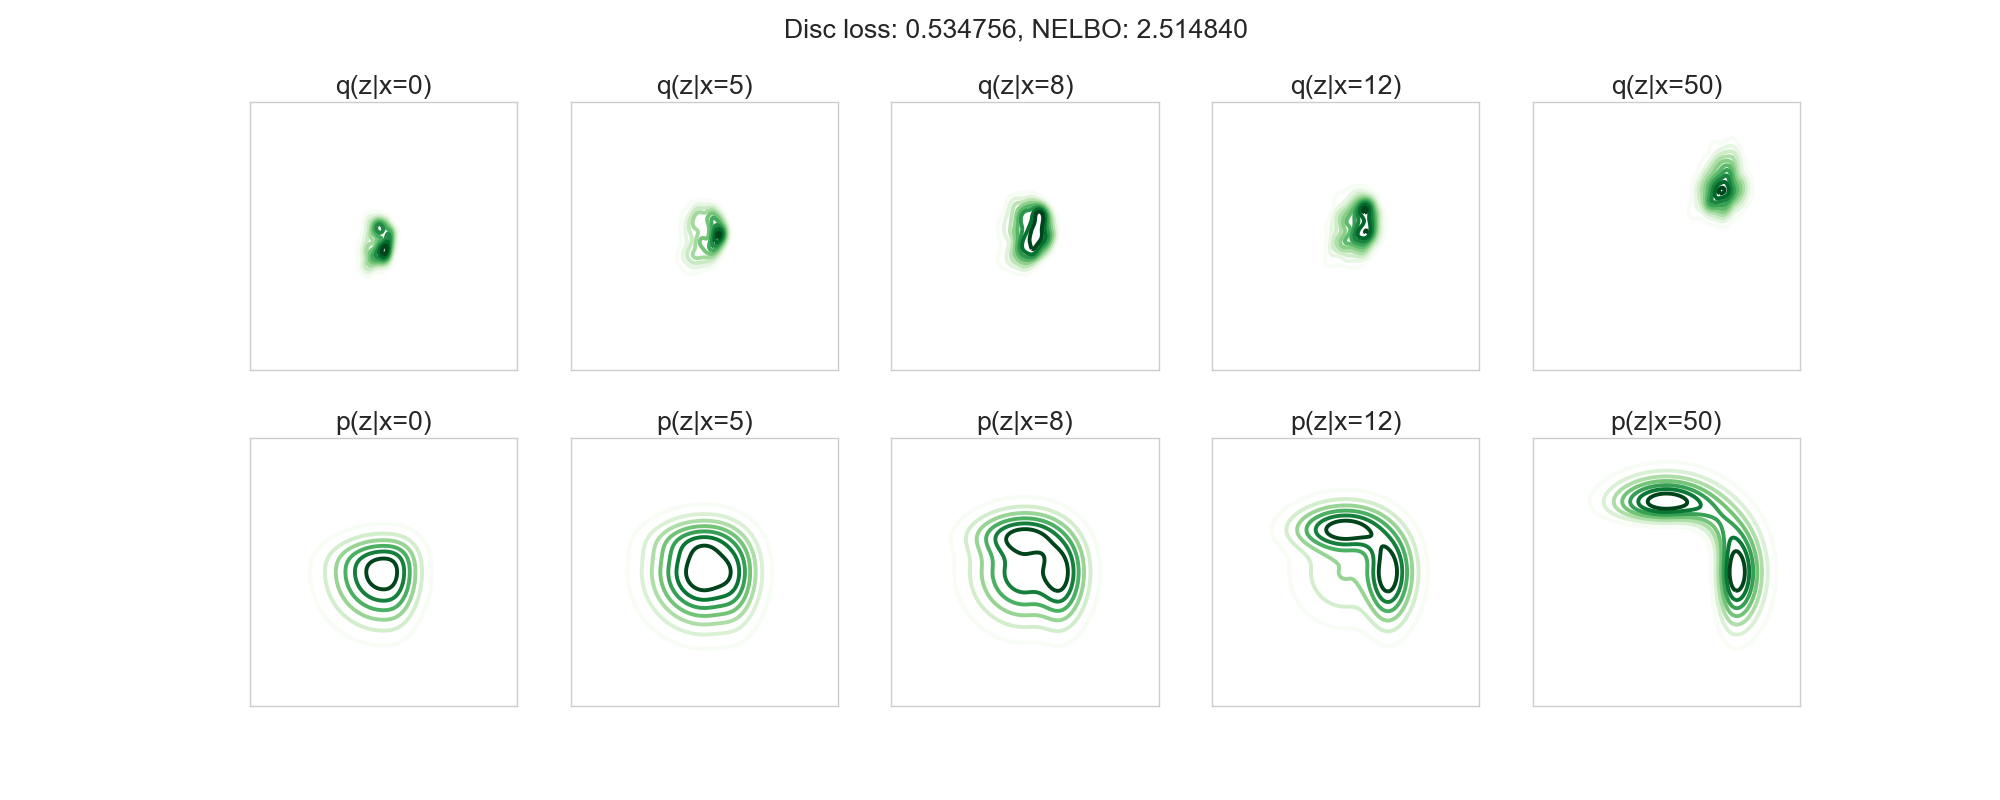 Disc loss: 0.534756, NELBO: 2.514840
q(z|x=0) q(z|x=5) q(z|x=8) q(z|x=12) q(z|x=50)
p(z|x=0) p(z|x=5) p(z|x=8) p(z|x=12) p(z|x=50)